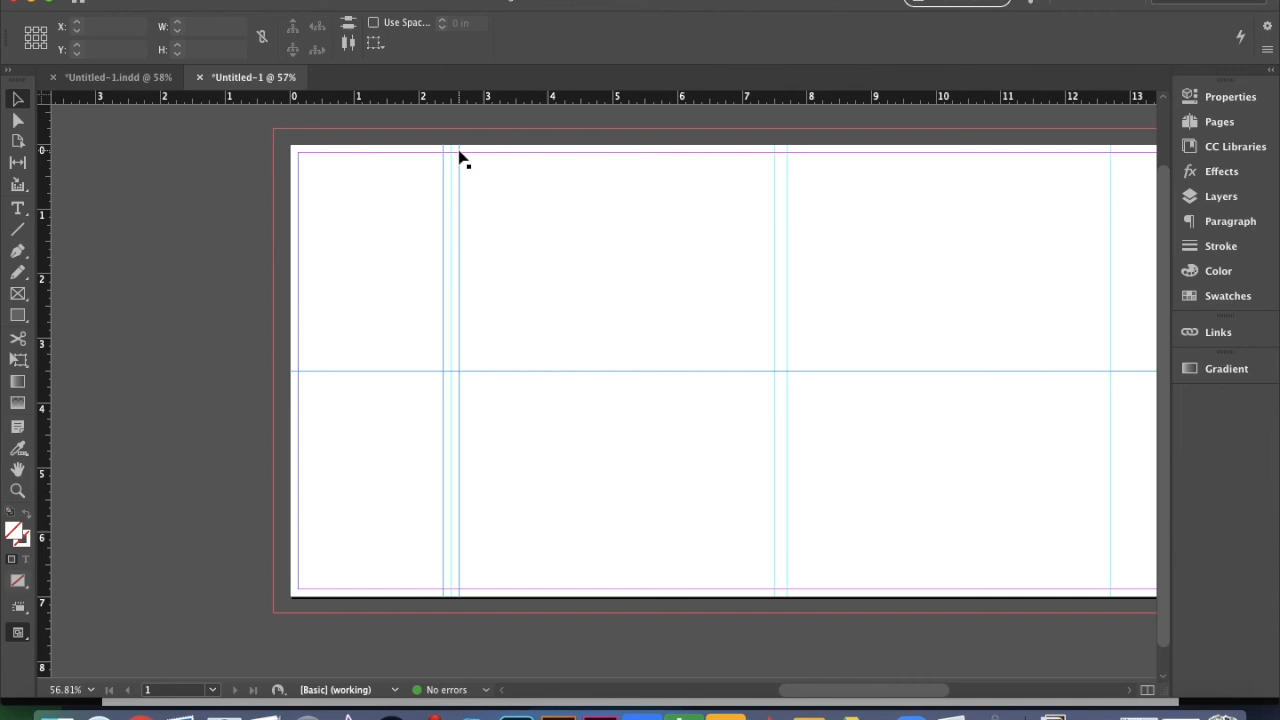 X:
W:
Use Spac...
0 in
Y:
H:
*Untitled-1.indd @ 58%
*Untitled-1 @ 57%
3 2 1 0 1 2 3 4 5 6 7 8 9 10 11 12 13
0
1
2
3
4
5
6
7
8
Properties
Pages
CC Libraries
Effects
Layers
Paragraph
Stroke
Color
Swatches
Links
Gradient
56.81%
1
[Basic] (working)
No errors